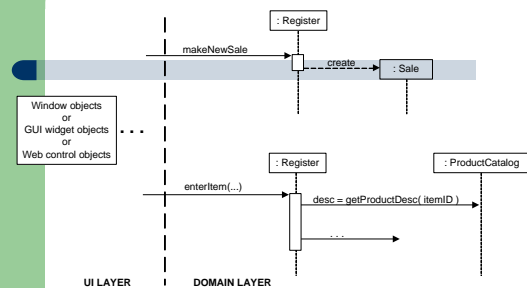 : Register
makeNewSale
create
: Sale
Window objects
or
GUI widget objects
or
Web control objects
. . .
: Register
: ProductCatalog
enterItem(...)
desc = getProductDesc( itemID )
. . .
UI LAYER
DOMAIN LAYER